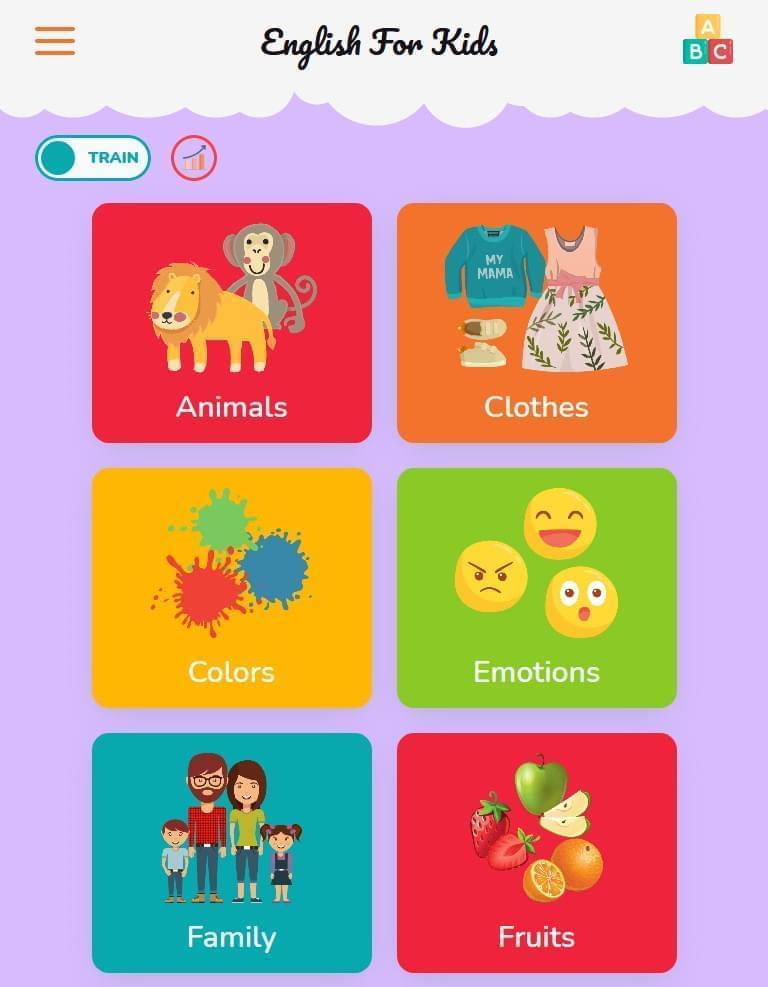 English For Kids
A
B C
TRAIN
MY
MAMA
Animals
Clothes
Colors
Emotions
Family
Fruits